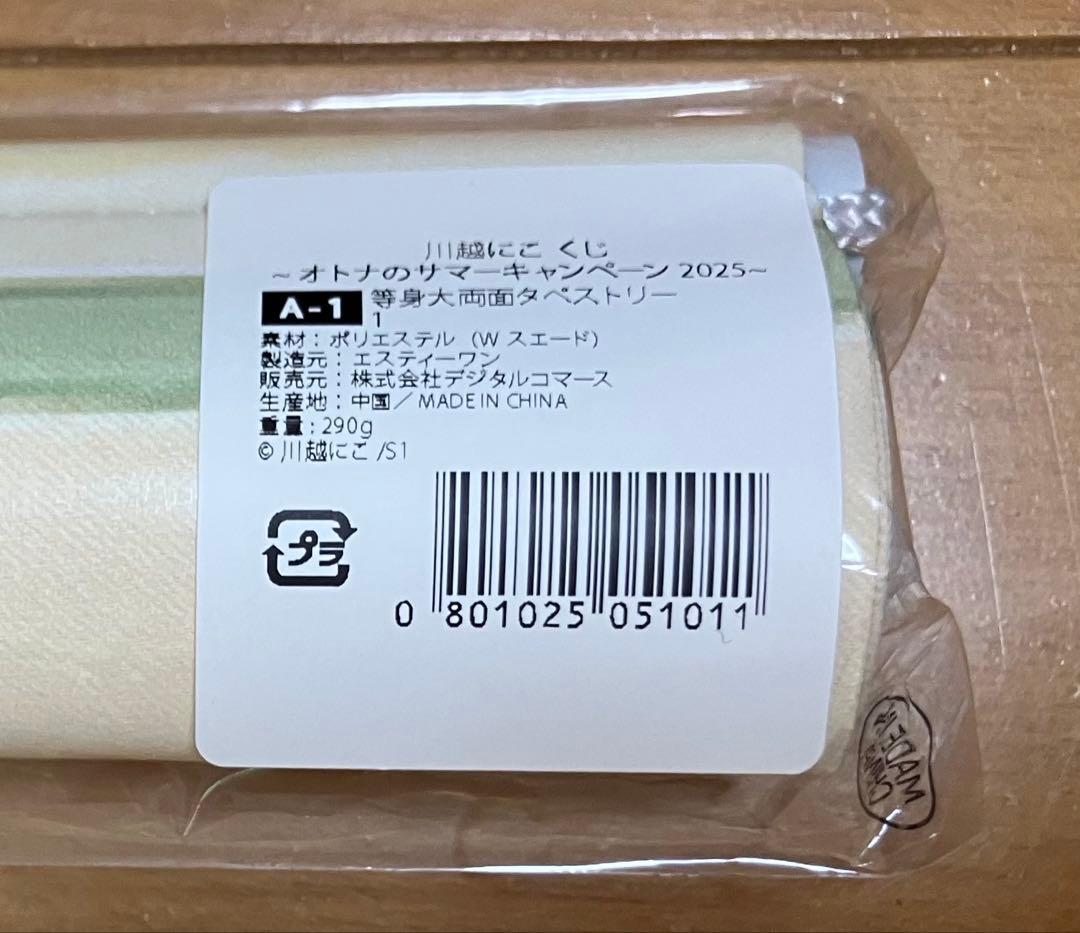 川越にこ くじ
~オトナのサマーキャンペーン 2025~
A-1 等身大両面タペストリー
1
素材：ポリエステル（W スエード）
製造元：エスティーワン
販売元：株式会社デジタルコマース
生産地：中国／MADE IN CHINA
重量：290g
© 川越にこ /S1
プラ
0 801025 051011
MADE IN
CHINA